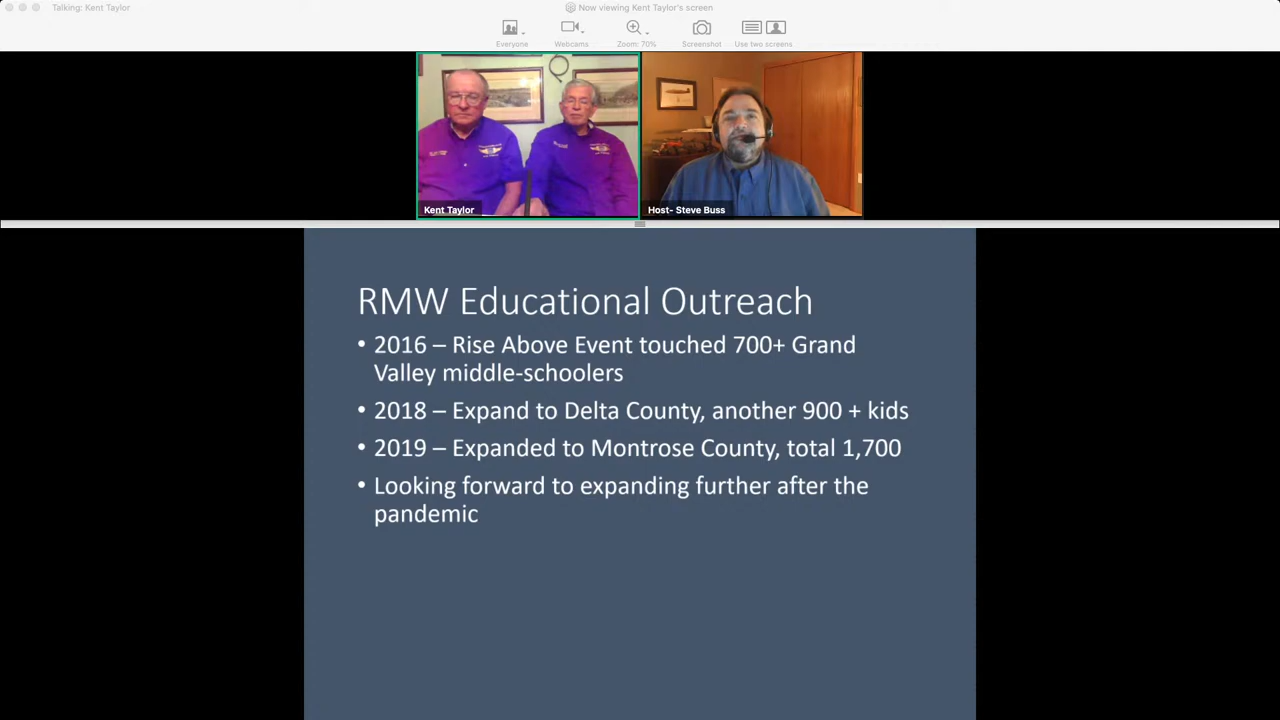 Talking: Kent Taylor
Now viewing Kent Taylor's screen
Everyone
Webcams
Zoom: 70%
Screenshot
Use two screens
Kent Taylor
Host- Steve Buss
RMW Educational Outreach
• 2016 – Rise Above Event touched 700+ Grand
Valley middle-schoolers
• 2018 – Expand to Delta County, another 900 + kids
• 2019 – Expanded to Montrose County, total 1,700
• Looking forward to expanding further after the
pandemic